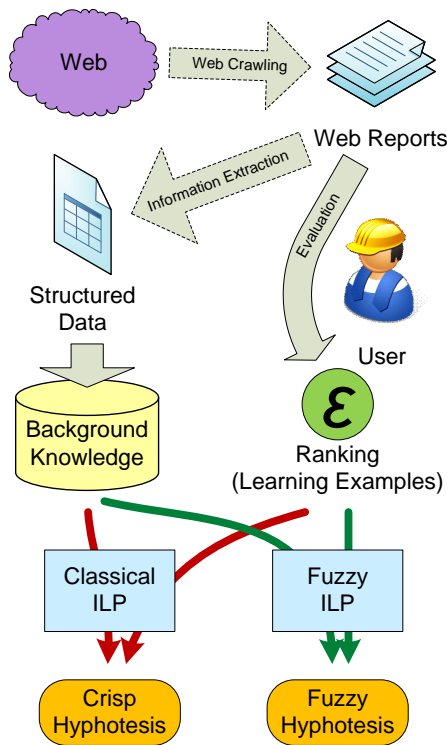 Web
Web Crawling
Web Reports
Information Extraction
Evaluation
Structured
Data
User
Background
Knowledge
ε
Ranking
(Learning Examples)
Classical
ILP
Fuzzy
ILP
Crisp
Hyphotesis
Fuzzy
Hyphotesis